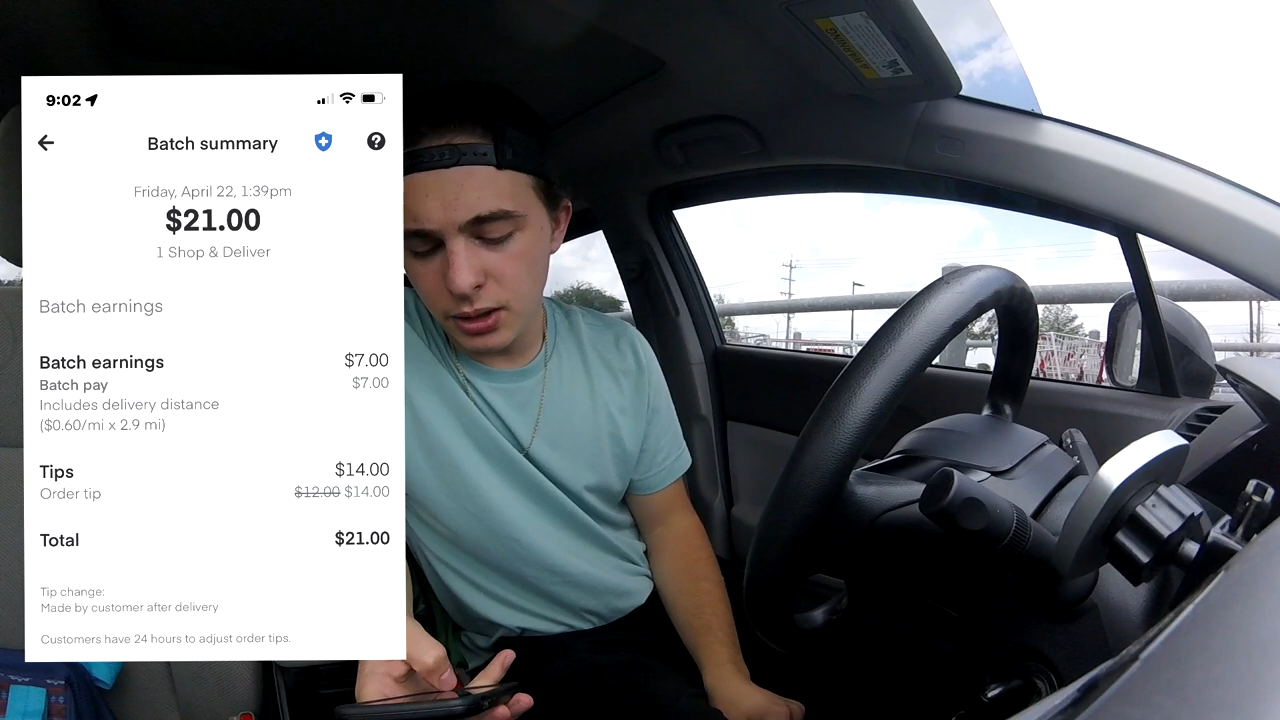 9:02
Batch summary
Friday, April 22, 1:39pm
$21.00
1 Shop & Deliver
Batch earnings
Batch earnings $7.00
Batch pay $7.00
Includes delivery distance
($0.60/mi x 2.9 mi)
Tips $14.00
Order tip $12.00 $14.00
Total $21.00
Tip change:
Made by customer after delivery
Customers have 24 hours to adjust order tips.
WARNING